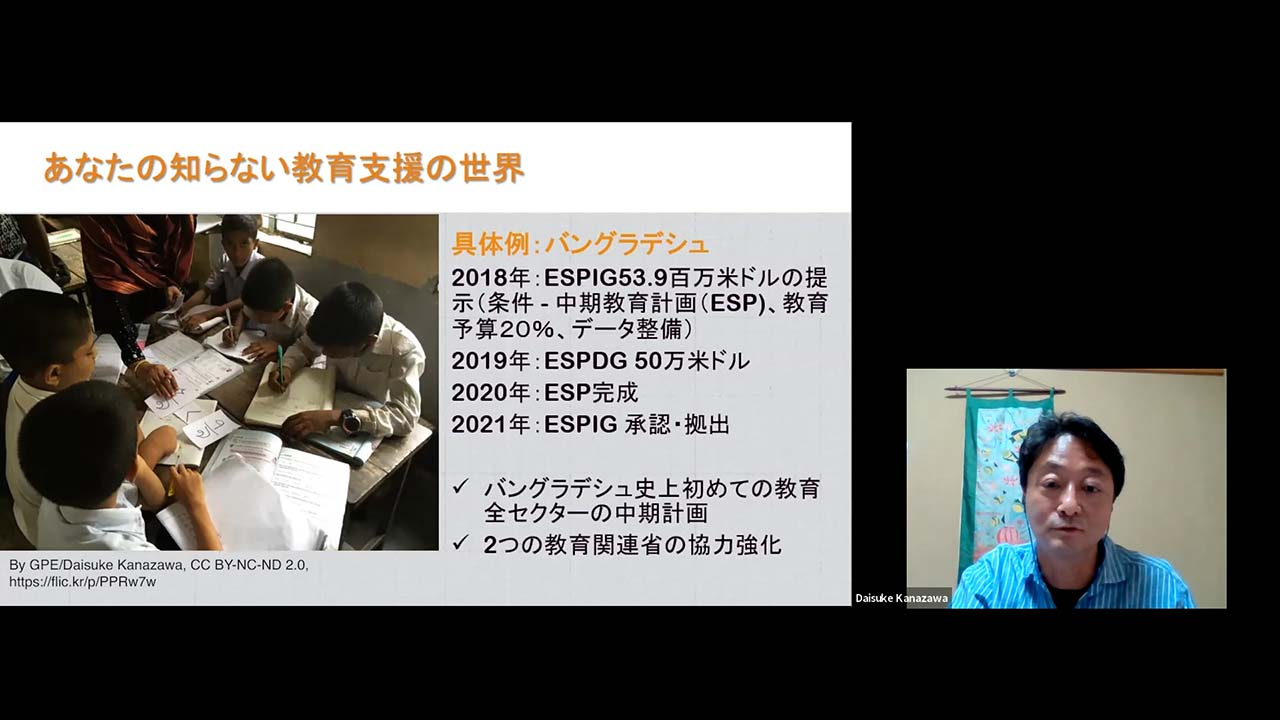 あなたの知らない教育支援の世界
具体例：バングラデシュ
2018年：ESPIG53.9百万米ドルの提
示（条件 - 中期教育計画（ESP)、教育
予算２０%、データ整備）
2019年：ESPDG 50万米ドル
2020年：ESP完成
2021年：ESPIG 承認・拠出
✓ バングラデシュ史上初めての教育
全セクターの中期計画
✓ 2つの教育関連省の協力強化
By GPE/Daisuke Kanazawa, CC BY-NC-ND 2.0,
https://flic.kr/p/PPRw7w
Daisuke Kanazawa